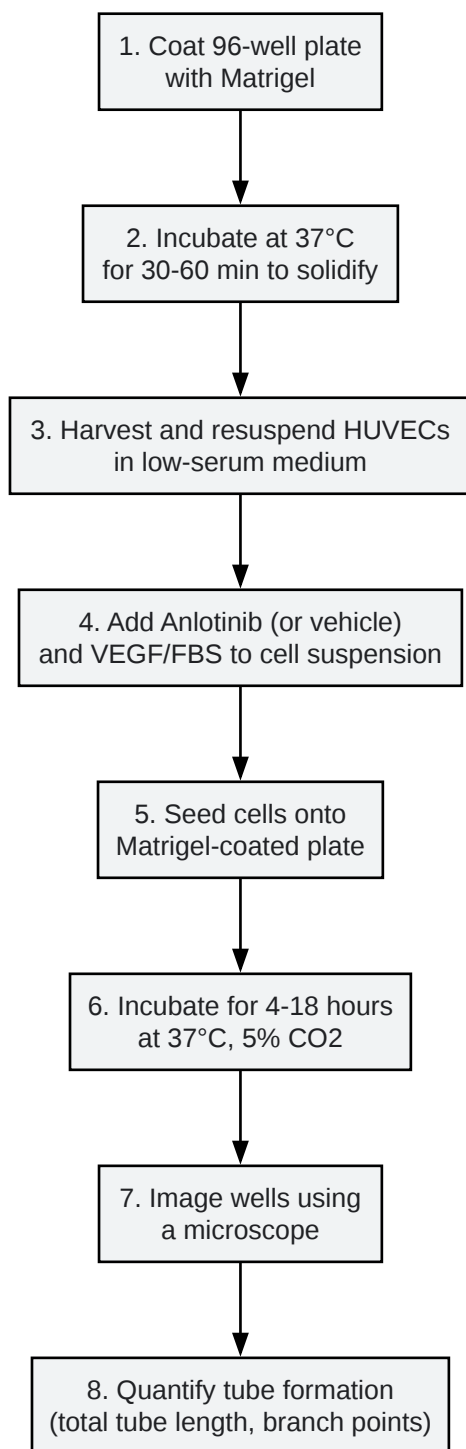 1. Coat 96-well plate
with Matrigel
2. Incubate at 37°C
for 30-60 min to solidify
3. Harvest and resuspend HUVECs
in low-serum medium
4. Add Anlotinib (or vehicle)
and VEGF/FBS to cell suspension
5. Seed cells onto
Matrigel-coated plate
6. Incubate for 4-18 hours
at 37°C, 5% CO2
7. Image wells using
a microscope
8. Quantify tube formation
(total tube length, branch points)